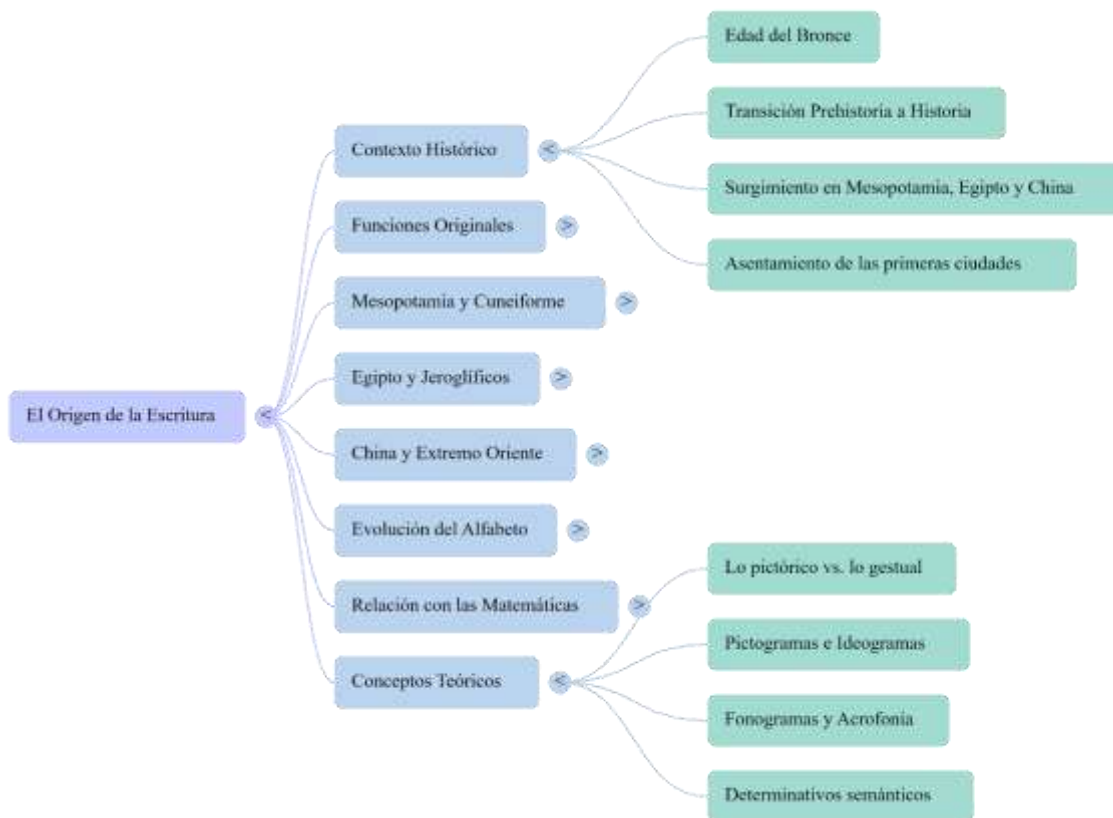 El Origen de la Escritura
Contexto Histórico
<
Edad del Bronce
Transición Prehistoria a Historia
Surgimiento en Mesopotamia, Egipto y China
Asentamiento de las primeras ciudades
Funciones Originales
>
Mesopotamia y Cuneiforme
>
Egipto y Jeroglíficos
>
<
China y Extremo Oriente
>
Evolución del Alfabeto
>
Relación con las Matemáticas
>
Conceptos Teóricos
<
Lo pictórico vs. lo gestual
Pictogramas e Ideogramas
Fonogramas y Acrofonía
Determinativos semánticos